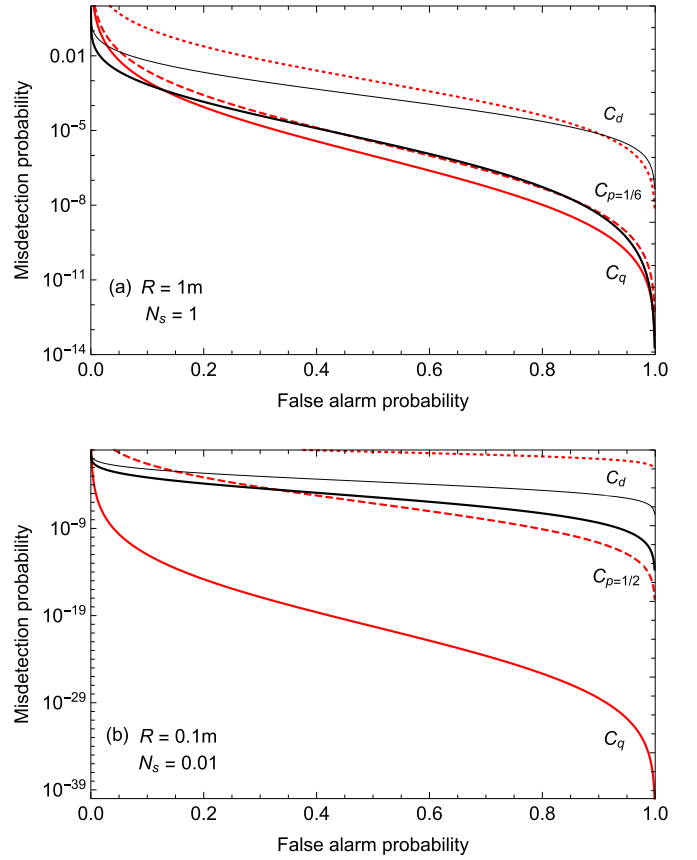 0.01
10⁻⁵
10⁻⁸
10⁻¹¹
10⁻¹⁴
Misdetection probability
C_d
C_{p=1/6}
C_q
(a) R = 1m
N_s = 1
0.0 0.2 0.4 0.6 0.8 1.0
False alarm probability
10⁻⁹
10⁻¹⁹
10⁻²⁹
10⁻³⁹
Misdetection probability
C_d
C_{p=1/2}
C_q
(b) R = 0.1m
N_s = 0.01
0.0 0.2 0.4 0.6 0.8 1.0
False alarm probability